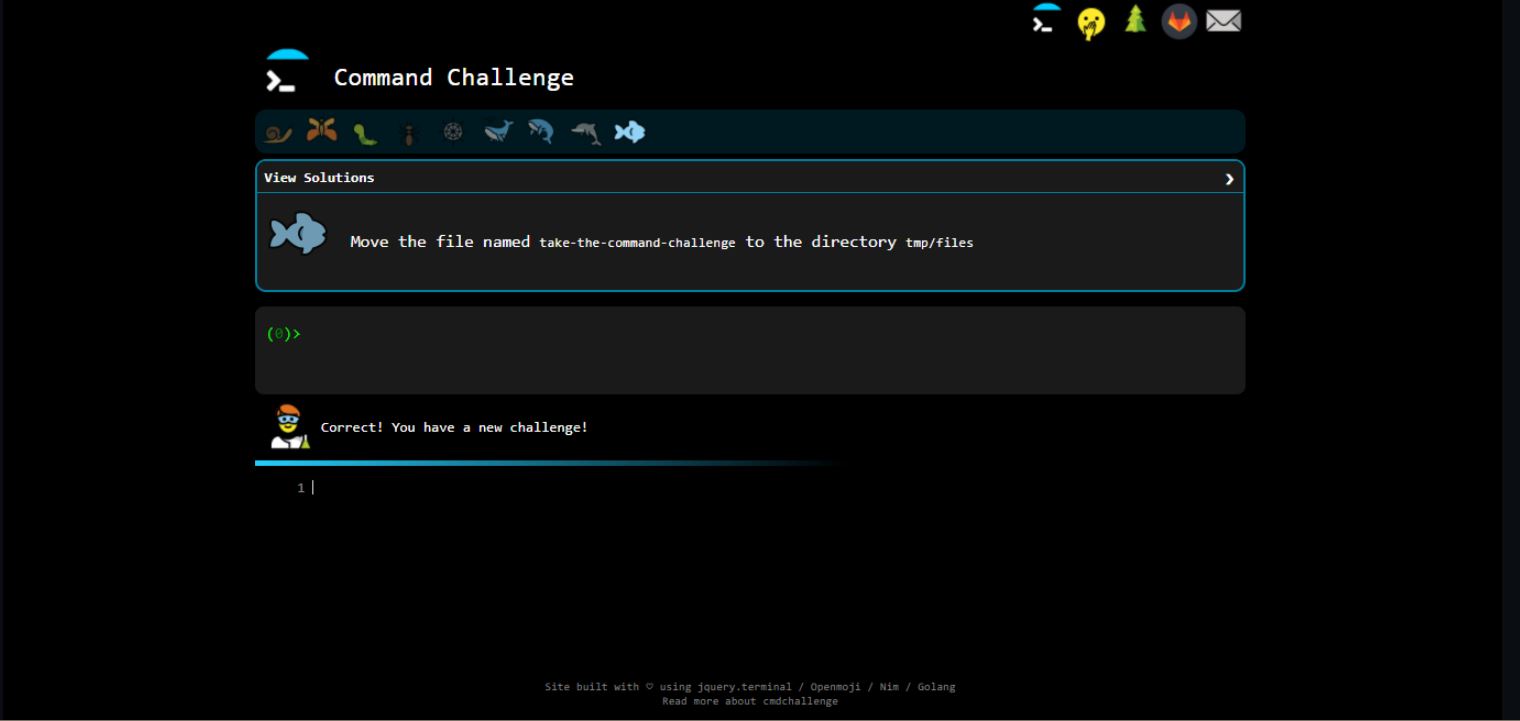 Command Challenge
View Solutions
Move the file named take-the-command-challenge to the directory tmp/files
(0)>
Correct! You have a new challenge!
1
Site built with ♡ using jquery.terminal / Openmoji / Nim / Golang
Read more about cmdchallenge